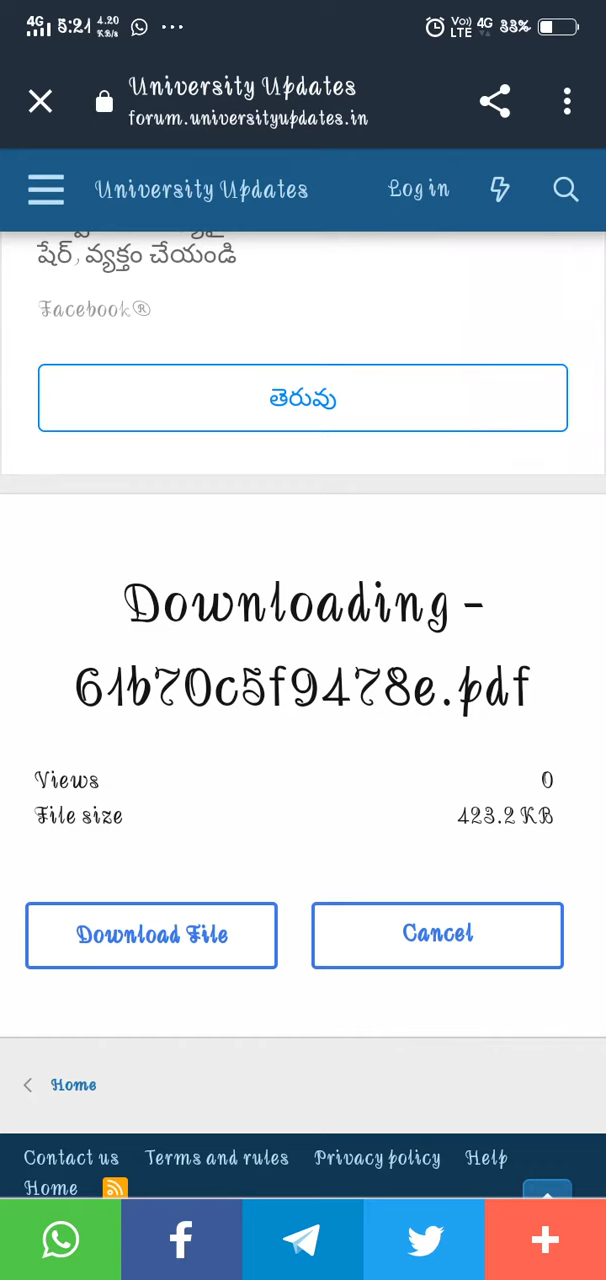 4G 5:21 4.20 KB/s
Vo) LTE 4G 33%
University Updates
forum.universityupdates.in
University Updates Log in
షేర్, వ్యక్తం చేయండి
Facebook®
తెరువు
Downloading -
61b70c5f9478e.pdf
Views 0
File size 423.2 KB
Download File Cancel
Home
Contact us Terms and rules Privacy policy Help
Home